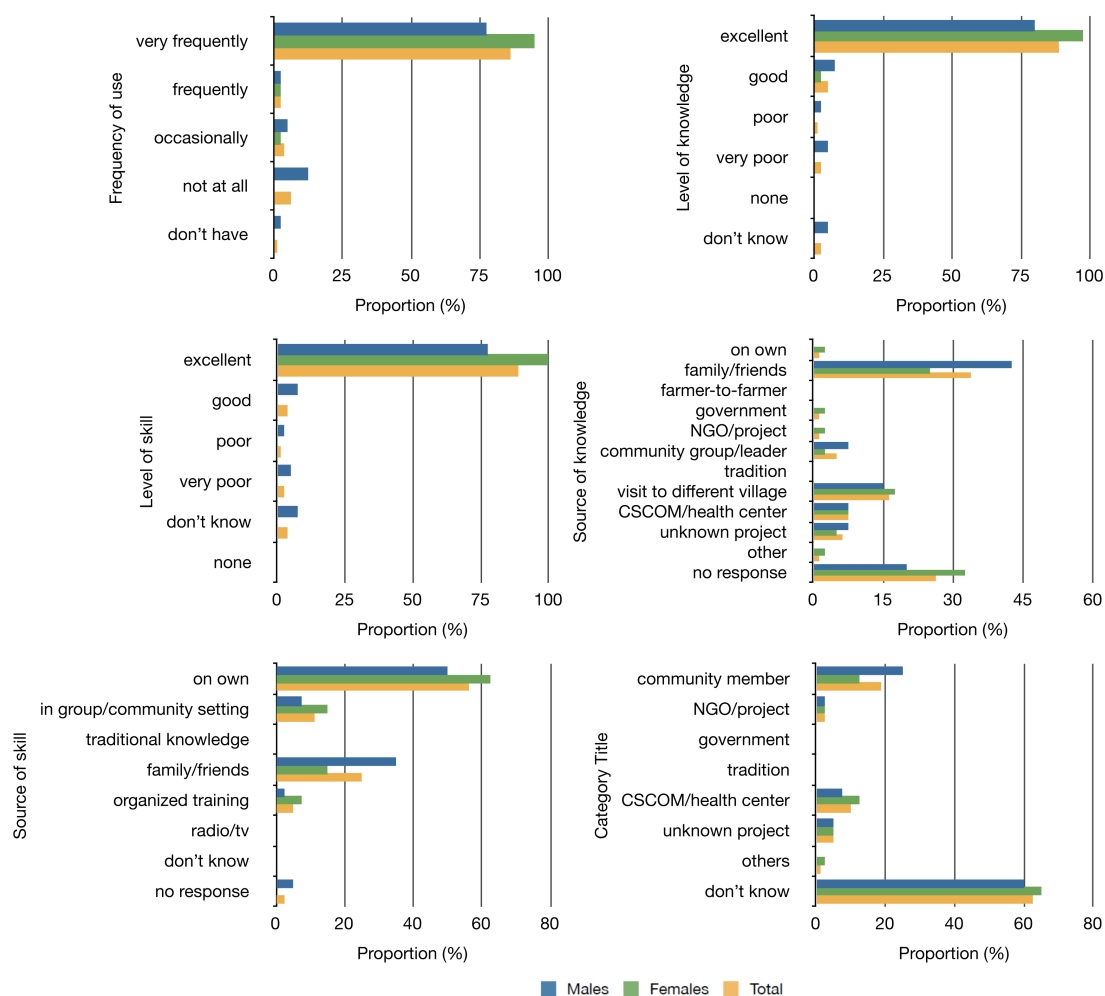 Frequency of use
very frequently
frequently
occasionally
not at all
don't have
0 25 50 75 100
Proportion (%)
Level of knowledge
excellent
good
poor
very poor
none
don't know
0 25 50 75 100
Proportion (%)
Level of skill
excellent
good
poor
very poor
don't know
none
0 25 50 75 100
Proportion (%)
Source of knowledge
on own
family/friends
farmer-to-farmer
government
NGO/project
community group/leader
tradition
visit to different village
CSCOM/health center
unknown project
other
no response
0 15 30 45 60
Proportion (%)
Source of skill
on own
in group/community setting
traditional knowledge
family/friends
organized training
radio/tv
don't know
no response
0 20 40 60 80
Proportion (%)
Category Title
community member
NGO/project
government
tradition
CSCOM/health center
unknown project
others
don't know
0 20 40 60 80
Proportion (%)
Males Females Total